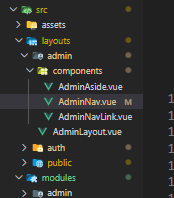 src
assets
layouts
admin
components
AdminAside.vue
AdminNav.vue M
AdminNavLink.vue
AdminLayout.vue
auth
public
modules
admin